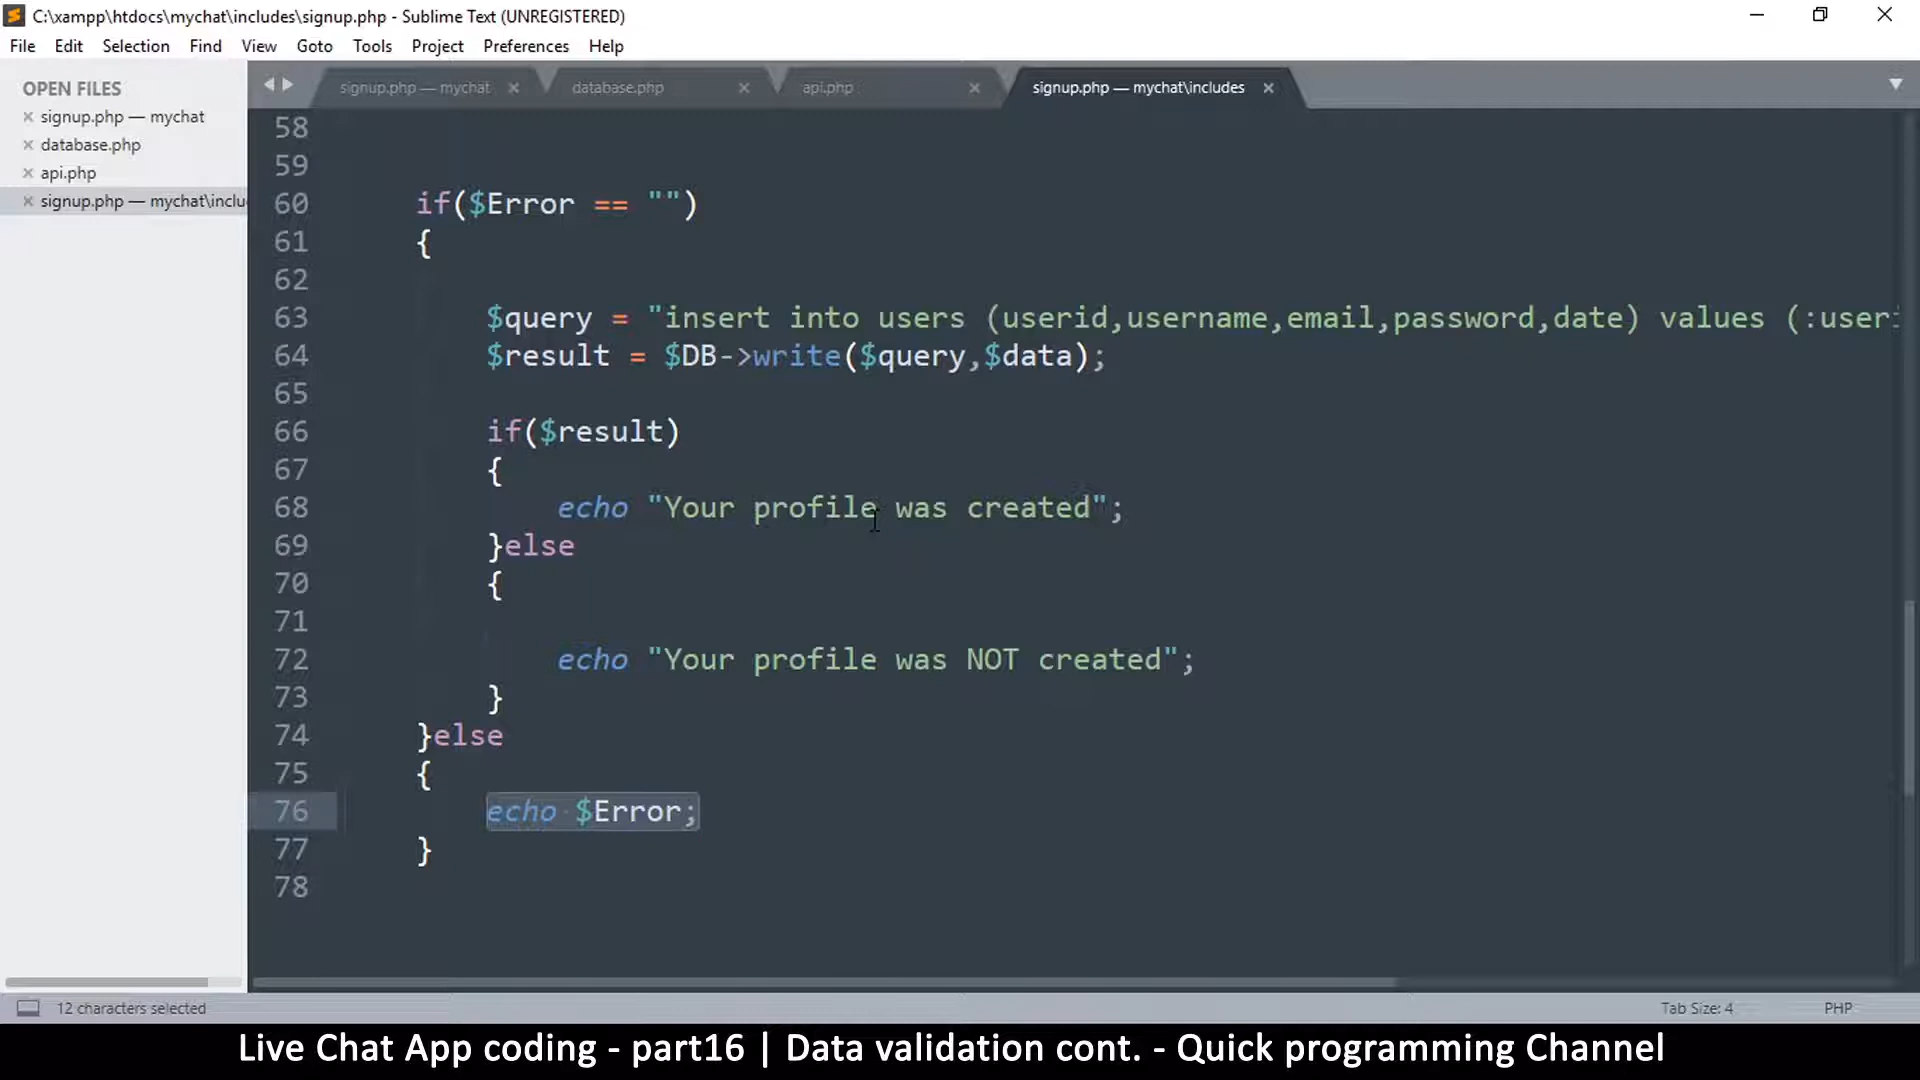 C:\xampp\htdocs\mychat\includes\signup.php - Sublime Text (UNREGISTERED)
File Edit Selection Find View Goto Tools Project Preferences Help
OPEN FILES
signup.php — mychat
database.php
api.php
signup.php — mychat\inclu
signup.php — mychat database.php api.php signup.php — mychat\includes
58
59
60 if($Error == "")
61 {
62
63 $query = "insert into users (userid,username,email,password,date) values (:useri
64 $result = $DB->write($query,$data);
65
66 if($result)
67 {
68 echo "Your profile was created";
69 }else
70 {
71
72 echo "Your profile was NOT created";
73 }
74 }else
75 {
76 echo $Error;
77 }
78
12 characters selected Tab Size: 4 PHP
Live Chat App coding - part16 | Data validation cont. - Quick programming Channel